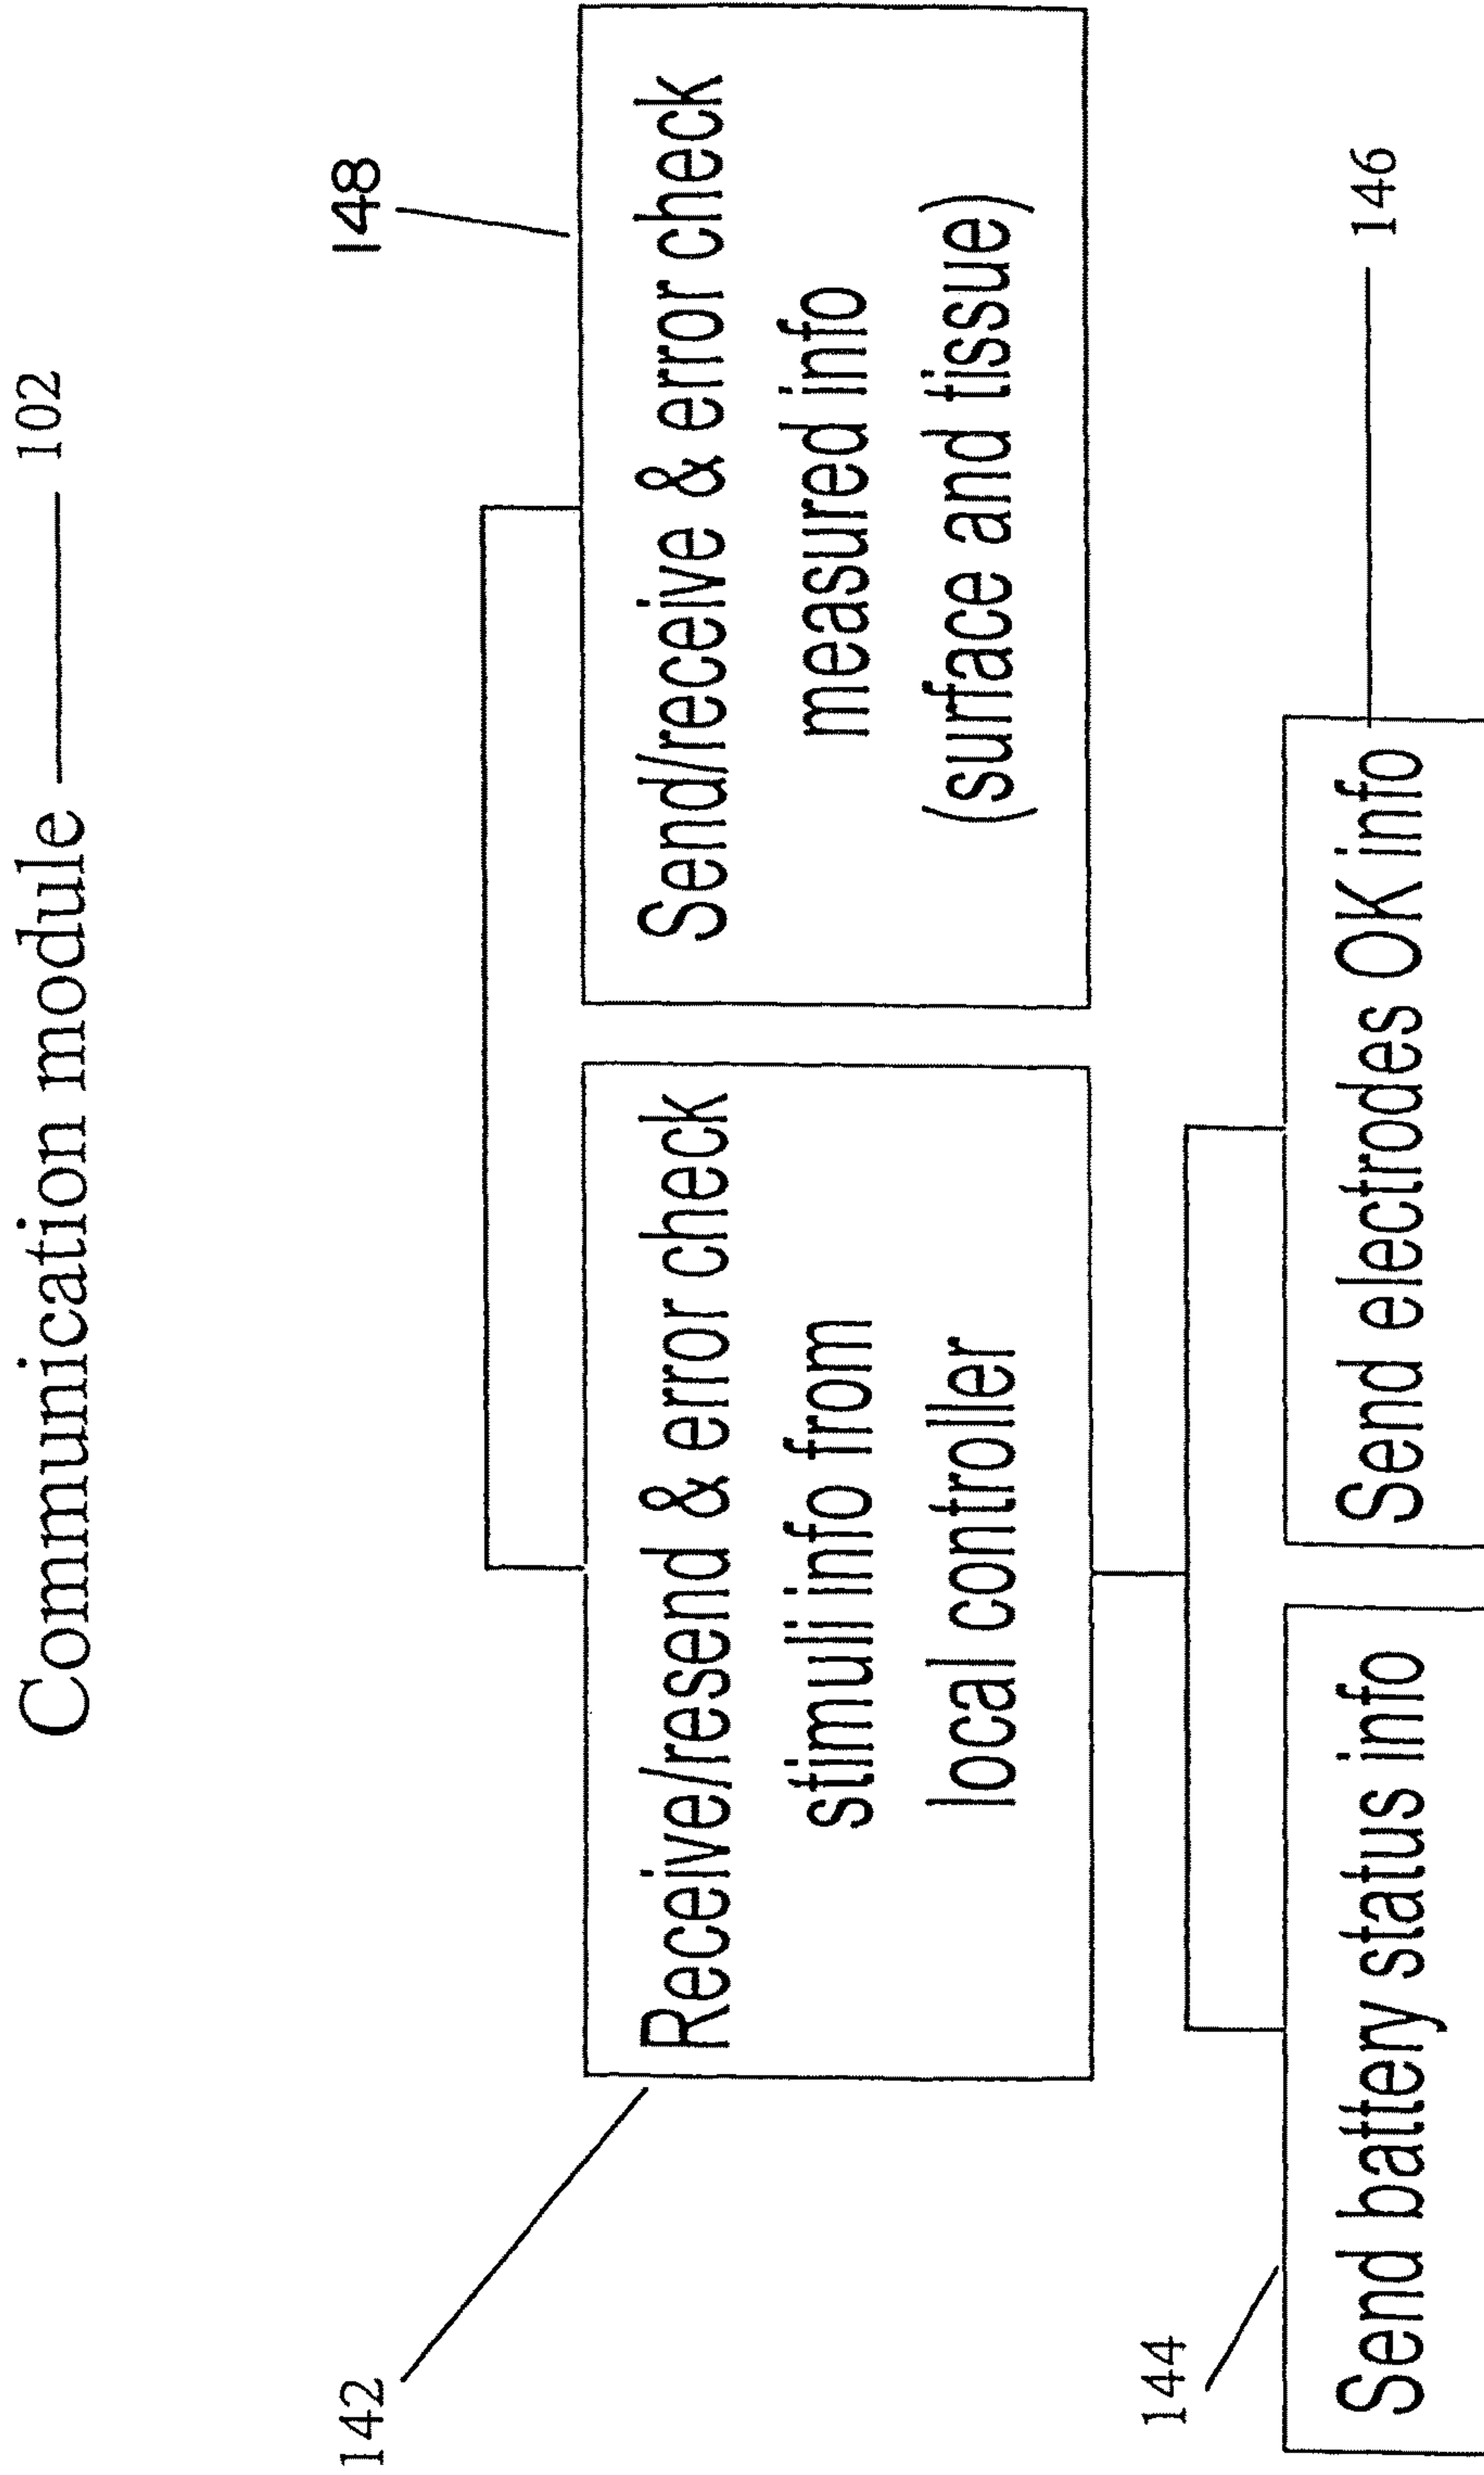 Communication module
102
148
142
Receive/resend & error check
stimuli info from
local controller
Send/receive & error check
measured info
(surface and tissue)
144
146
Send battery status info
Send electrodes OK info